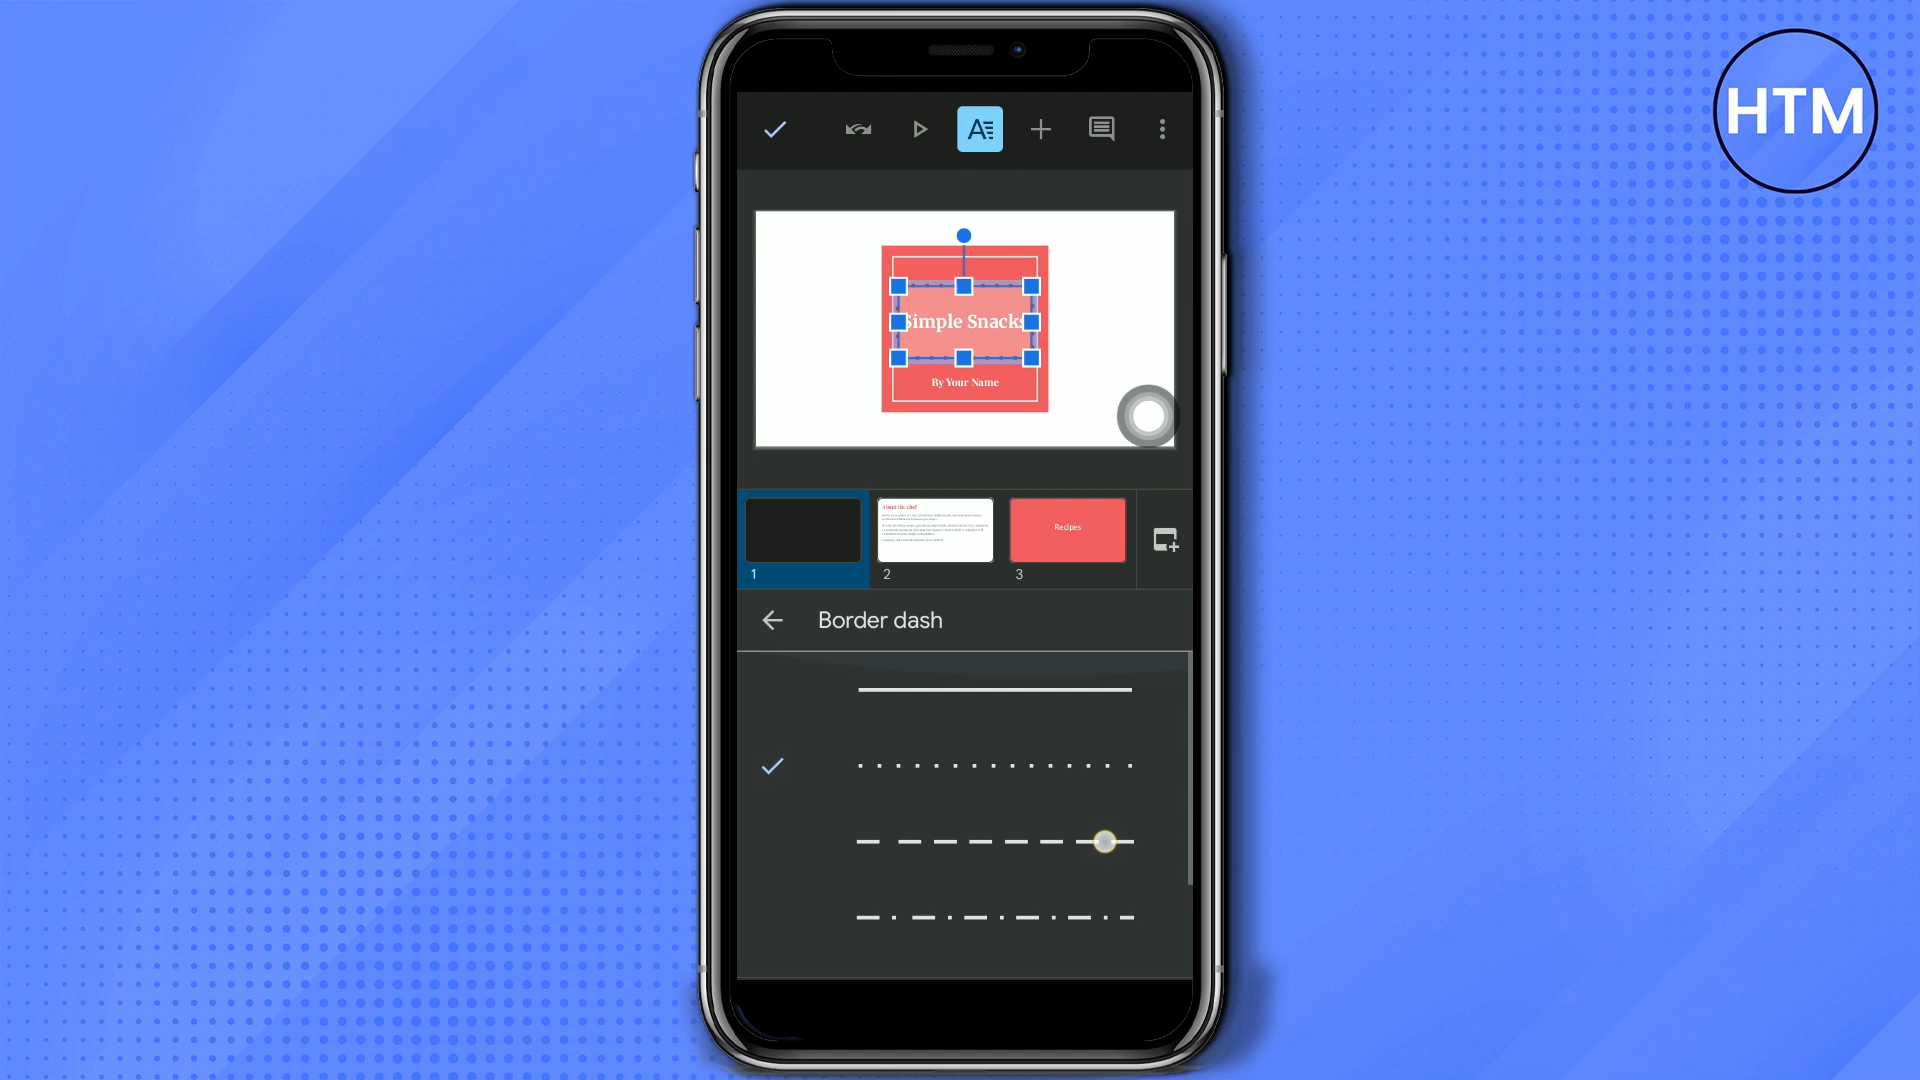 HTM
Simple Snacks
By Your Name
About the chef
Recipes
1
2
3
Border dash